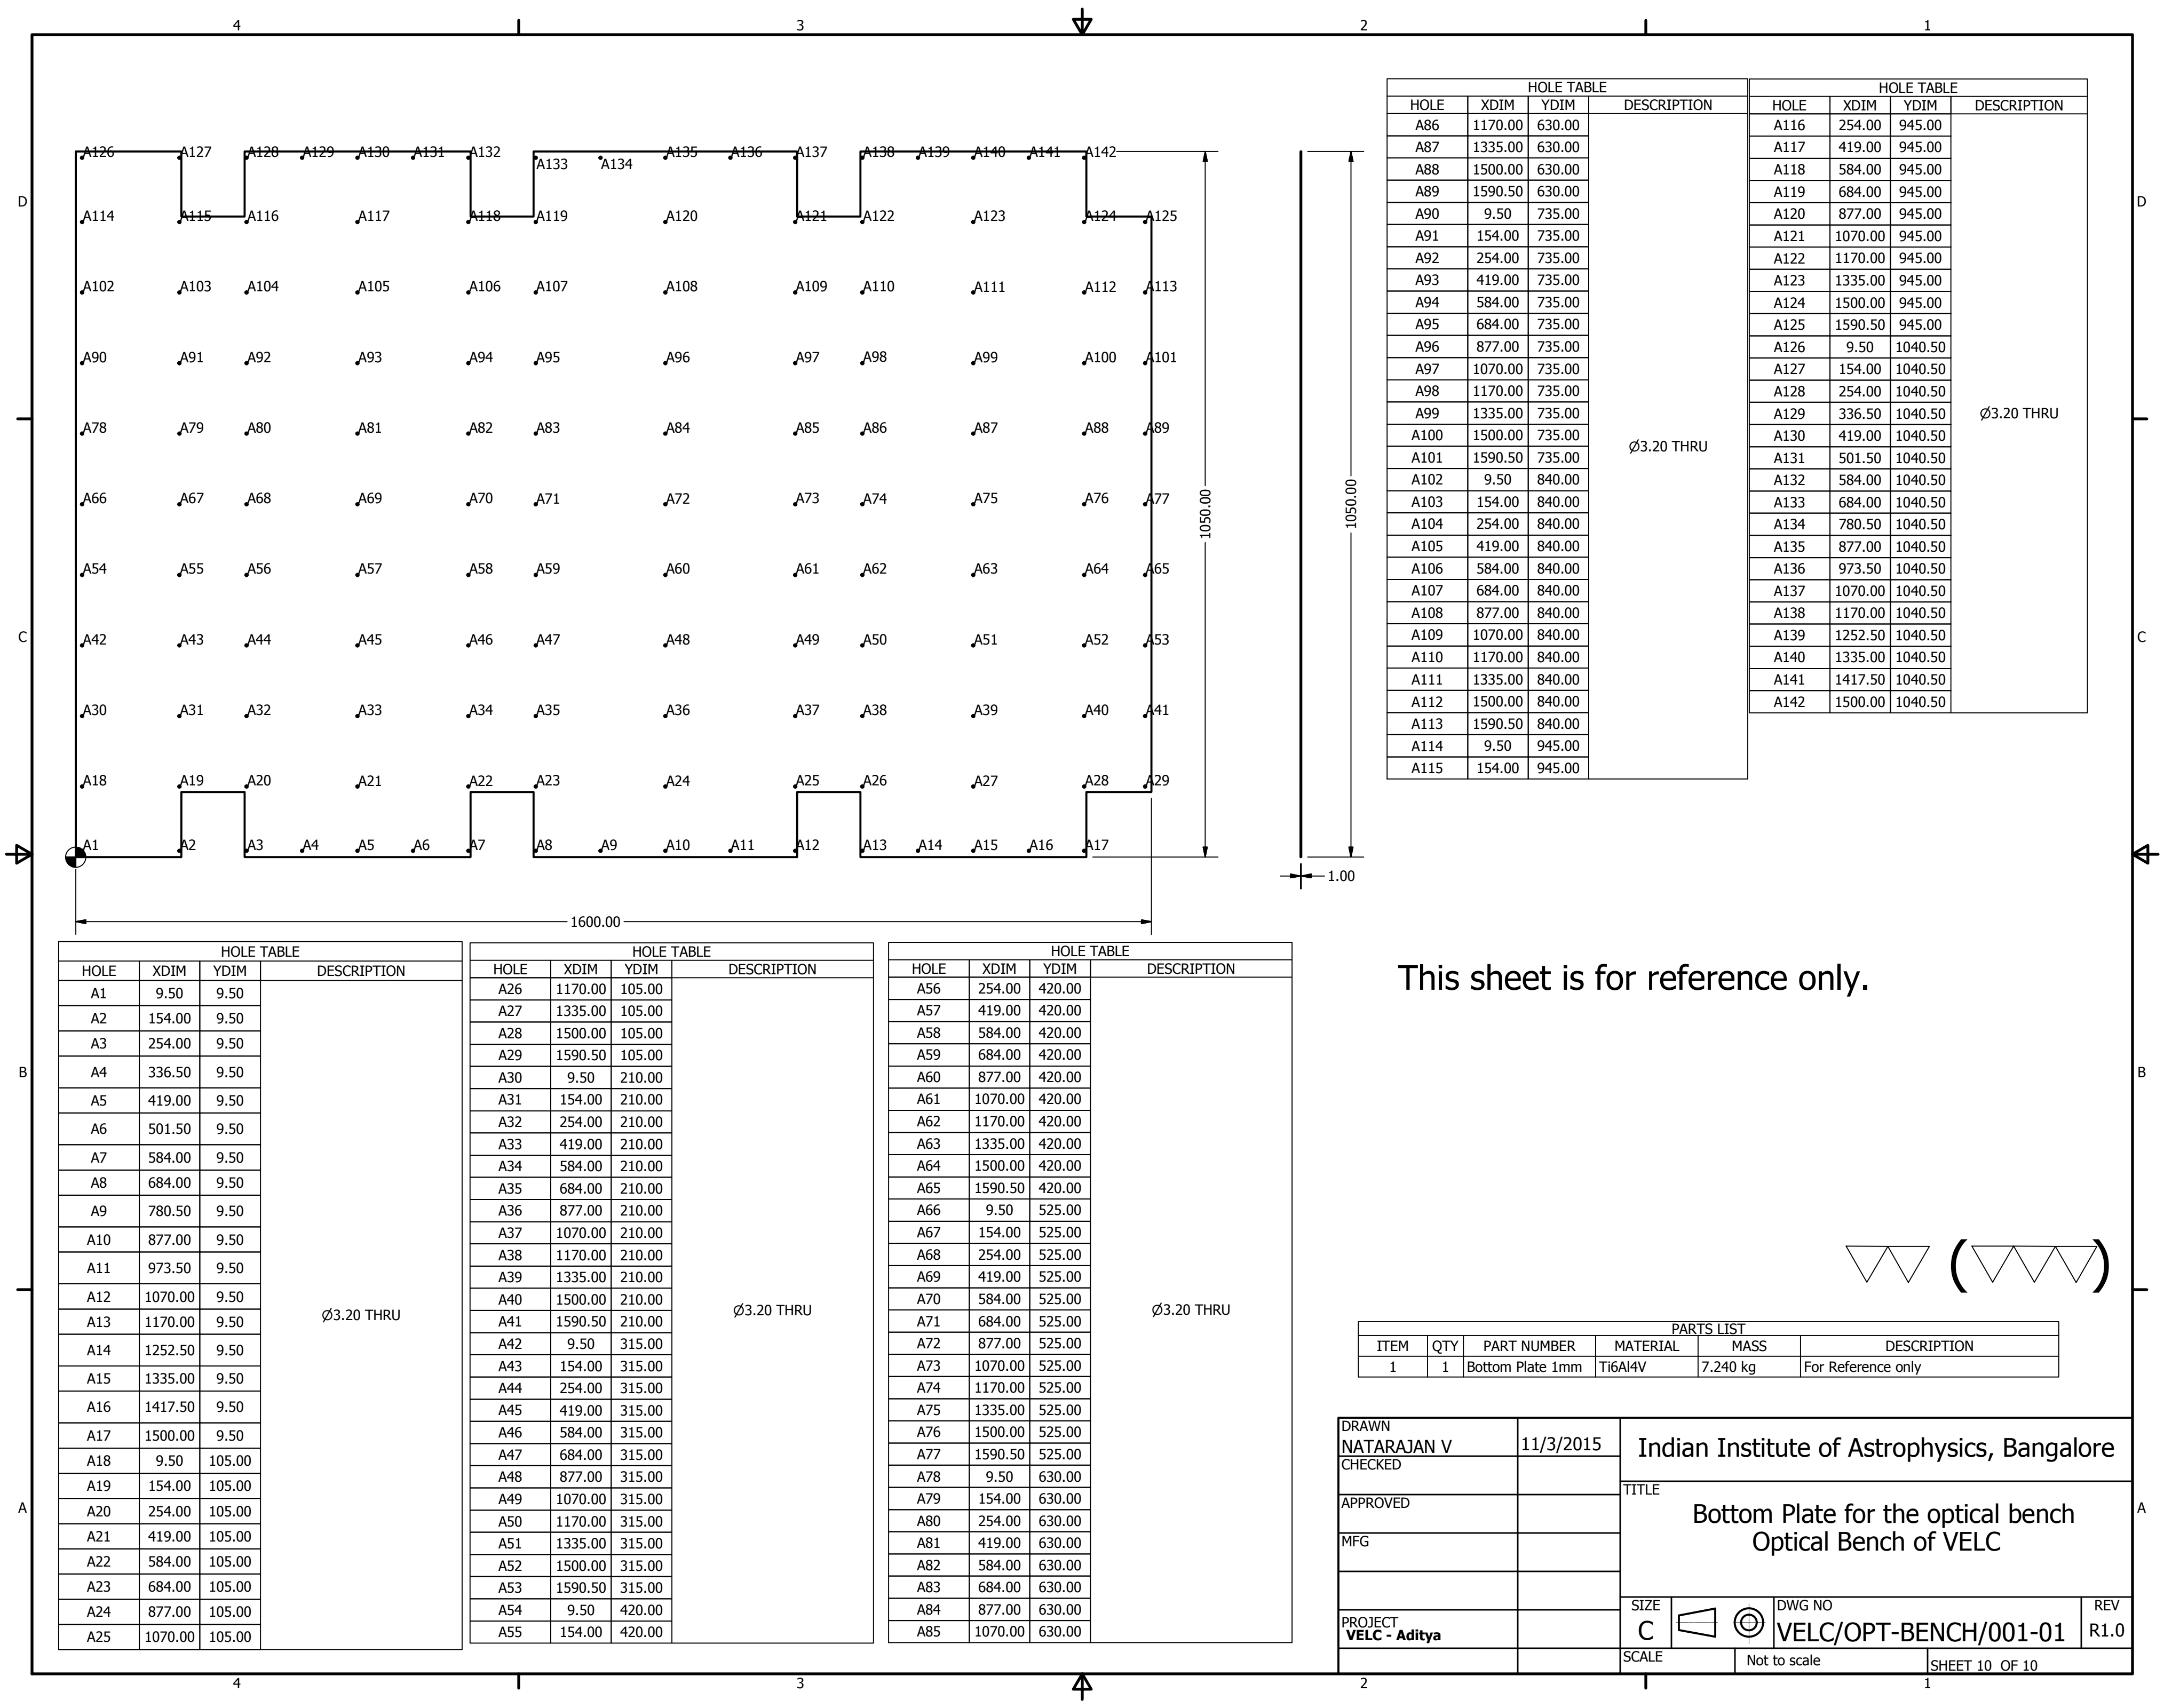 4 3 2 1
A126 A127 A128 A129 A130 A131 A132 A133 A134 A135 A136 A137 A138 A139 A140 A141 A142
D
A114 A115 A116 A117 A118 A119 A120 A121 A122 A123 A124 A125
D
A102 A103 A104 A105 A106 A107 A108 A109 A110 A111 A112 A113
A90 A91 A92 A93 A94 A95 A96 A97 A98 A99 A100 A101
A78 A79 A80 A81 A82 A83 A84 A85 A86 A87 A88 A89
A66 A67 A68 A69 A70 A71 A72 A73 A74 A75 A76 A77
1050.00
1050.00
A54 A55 A56 A57 A58 A59 A60 A61 A62 A63 A64 A65
C
A42 A43 A44 A45 A46 A47 A48 A49 A50 A51 A52 A53
C
A30 A31 A32 A33 A34 A35 A36 A37 A38 A39 A40 A41
A18 A19 A20 A21 A22 A23 A24 A25 A26 A27 A28 A29
A1 A2 A3 A4 A5 A6 A7 A8 A9 A10 A11 A12 A13 A14 A15 A16 A17
1.00
1600.00
HOLE TABLE
HOLE XDIM YDIM DESCRIPTION
A86 1170.00 630.00
A87 1335.00 630.00
A88 1500.00 630.00
A89 1590.50 630.00
A90 9.50 735.00
A91 154.00 735.00
A92 254.00 735.00
A93 419.00 735.00
A94 584.00 735.00
A95 684.00 735.00
A96 877.00 735.00
A97 1070.00 735.00
A98 1170.00 735.00
A99 1335.00 735.00
A100 1500.00 735.00
A101 1590.50 735.00
A102 9.50 840.00
A103 154.00 840.00
A104 254.00 840.00
A105 419.00 840.00
A106 584.00 840.00
A107 684.00 840.00
A108 877.00 840.00
A109 1070.00 840.00
A110 1170.00 840.00
A111 1335.00 840.00
A112 1500.00 840.00
A113 1590.50 840.00
A114 9.50 945.00
A115 154.00 945.00
Ø3.20 THRU
HOLE TABLE
HOLE XDIM YDIM DESCRIPTION
A116 254.00 945.00
A117 419.00 945.00
A118 584.00 945.00
A119 684.00 945.00
A120 877.00 945.00
A121 1070.00 945.00
A122 1170.00 945.00
A123 1335.00 945.00
A124 1500.00 945.00
A125 1590.50 945.00
A126 9.50 1040.50
A127 154.00 1040.50
A128 254.00 1040.50
A129 336.50 1040.50
A130 419.00 1040.50
A131 501.50 1040.50
A132 584.00 1040.50
A133 684.00 1040.50
A134 780.50 1040.50
A135 877.00 1040.50
A136 973.50 1040.50
A137 1070.00 1040.50
A138 1170.00 1040.50
A139 1252.50 1040.50
A140 1335.00 1040.50
A141 1417.50 1040.50
A142 1500.00 1040.50
Ø3.20 THRU
HOLE TABLE
HOLE XDIM YDIM DESCRIPTION
A1 9.50 9.50
A2 154.00 9.50
A3 254.00 9.50
A4 336.50 9.50
A5 419.00 9.50
A6 501.50 9.50
A7 584.00 9.50
A8 684.00 9.50
A9 780.50 9.50
A10 877.00 9.50
A11 973.50 9.50
A12 1070.00 9.50
A13 1170.00 9.50
A14 1252.50 9.50
A15 1335.00 9.50
A16 1417.50 9.50
A17 1500.00 9.50
A18 9.50 105.00
A19 154.00 105.00
A20 254.00 105.00
A21 419.00 105.00
A22 584.00 105.00
A23 684.00 105.00
A24 877.00 105.00
A25 1070.00 105.00
Ø3.20 THRU
HOLE TABLE
HOLE XDIM YDIM DESCRIPTION
A26 1170.00 105.00
A27 1335.00 105.00
A28 1500.00 105.00
A29 1590.50 105.00
A30 9.50 210.00
A31 154.00 210.00
A32 254.00 210.00
A33 419.00 210.00
A34 584.00 210.00
A35 684.00 210.00
A36 877.00 210.00
A37 1070.00 210.00
A38 1170.00 210.00
A39 1335.00 210.00
A40 1500.00 210.00
A41 1590.50 210.00
A42 9.50 315.00
A43 154.00 315.00
A44 254.00 315.00
A45 419.00 315.00
A46 584.00 315.00
A47 684.00 315.00
A48 877.00 315.00
A49 1070.00 315.00
A50 1170.00 315.00
A51 1335.00 315.00
A52 1500.00 315.00
A53 1590.50 315.00
A54 9.50 420.00
A55 154.00 420.00
Ø3.20 THRU
HOLE TABLE
HOLE XDIM YDIM DESCRIPTION
A56 254.00 420.00
A57 419.00 420.00
A58 584.00 420.00
A59 684.00 420.00
A60 877.00 420.00
A61 1070.00 420.00
A62 1170.00 420.00
A63 1335.00 420.00
A64 1500.00 420.00
A65 1590.50 420.00
A66 9.50 525.00
A67 154.00 525.00
A68 254.00 525.00
A69 419.00 525.00
A70 584.00 525.00
A71 684.00 525.00
A72 877.00 525.00
A73 1070.00 525.00
A74 1170.00 525.00
A75 1335.00 525.00
A76 1500.00 525.00
A77 1590.50 525.00
A78 9.50 630.00
A79 154.00 630.00
A80 254.00 630.00
A81 419.00 630.00
A82 584.00 630.00
A83 684.00 630.00
A84 877.00 630.00
A85 1070.00 630.00
Ø3.20 THRU
This sheet is for reference only.
B
B
( )
PARTS LIST
ITEM QTY PART NUMBER MATERIAL MASS DESCRIPTION
1 1 Bottom Plate 1mm Ti6Al4V 7.240 kg For Reference only
DRAWN
NATARAJAN V 11/3/2015
CHECKED
APPROVED
MFG
PROJECT
VELC - Aditya
Indian Institute of Astrophysics, Bangalore
TITLE
Bottom Plate for the optical bench
Optical Bench of VELC
SIZE
C
DWG NO
VELC/OPT-BENCH/001-01
REV
R1.0
SCALE
Not to scale
SHEET 10 OF 10
A
A
4 3 2 1